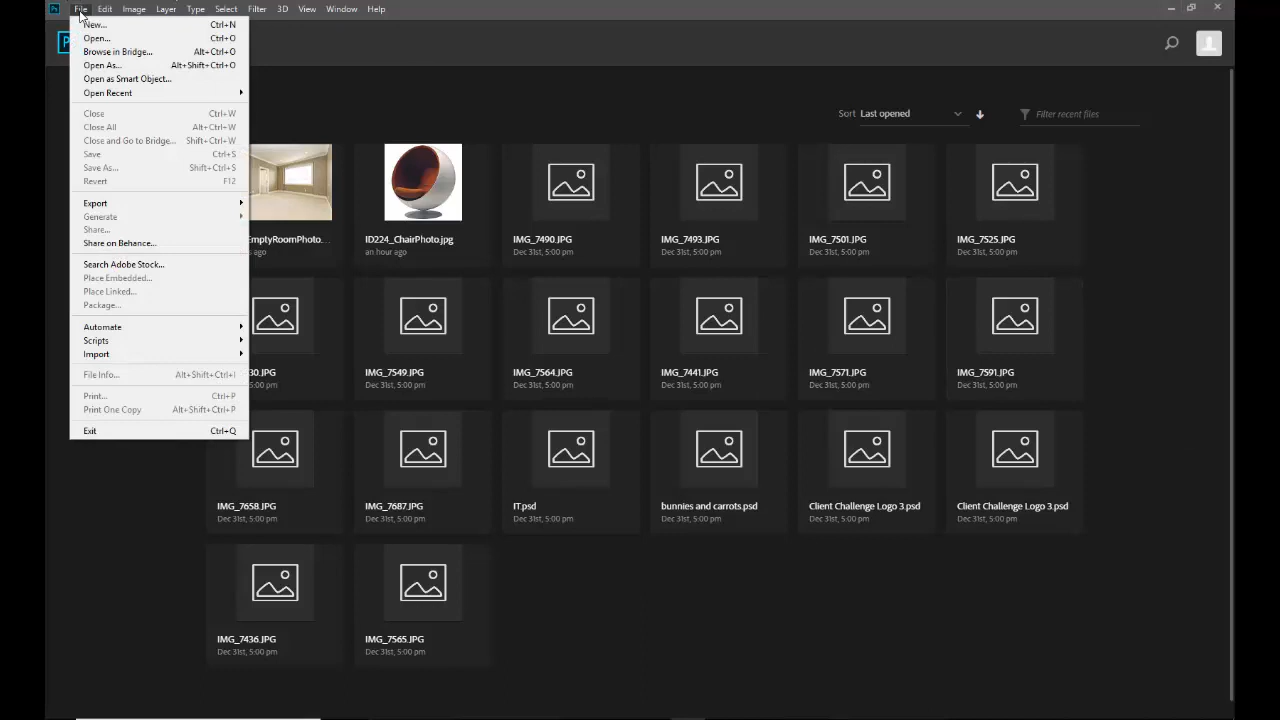 Ps File Edit Image Layer Type Select Filter 3D View Window Help
New... Ctrl+N
Open... Ctrl+O
Browse in Bridge... Alt+Ctrl+O
Open As... Alt+Shift+Ctrl+O
Open as Smart Object...
Open Recent
Close Ctrl+W
Close All Alt+Ctrl+W
Close and Go to Bridge... Shift+Ctrl+W
Save Ctrl+S
Save As... Shift+Ctrl+S
Revert F12
Export
Generate
Share...
Share on Behance...
Search Adobe Stock...
Place Embedded...
Place Linked...
Package...
Automate
Scripts
Import
File Info... Alt+Shift+Ctrl+I
Print... Ctrl+P
Print One Copy Alt+Shift+Ctrl+P
Exit Ctrl+Q
Sort Last opened Filter recent files
EmptyRoomPhoto... ID224_ChairPhoto.jpg IMG_7490.JPG IMG_7493.JPG IMG_7501.JPG IMG_7525.JPG
ago an hour ago Dec 31st, 5:00 pm Dec 31st, 5:00 pm Dec 31st, 5:00 pm Dec 31st, 5:00 pm
30.JPG IMG_7549.JPG IMG_7564.JPG IMG_7441.JPG IMG_7571.JPG IMG_7591.JPG
5:00 pm Dec 31st, 5:00 pm Dec 31st, 5:00 pm Dec 31st, 5:00 pm Dec 31st, 5:00 pm Dec 31st, 5:00 pm
IMG_7658.JPG IMG_7687.JPG IT.psd bunnies and carrots.psd Client Challenge Logo 3.psd Client Challenge Logo 3.psd
Dec 31st, 5:00 pm Dec 31st, 5:00 pm Dec 31st, 5:00 pm Dec 31st, 5:00 pm Dec 31st, 5:00 pm Dec 31st, 5:00 pm
IMG_7436.JPG IMG_7565.JPG
Dec 31st, 5:00 pm Dec 31st, 5:00 pm